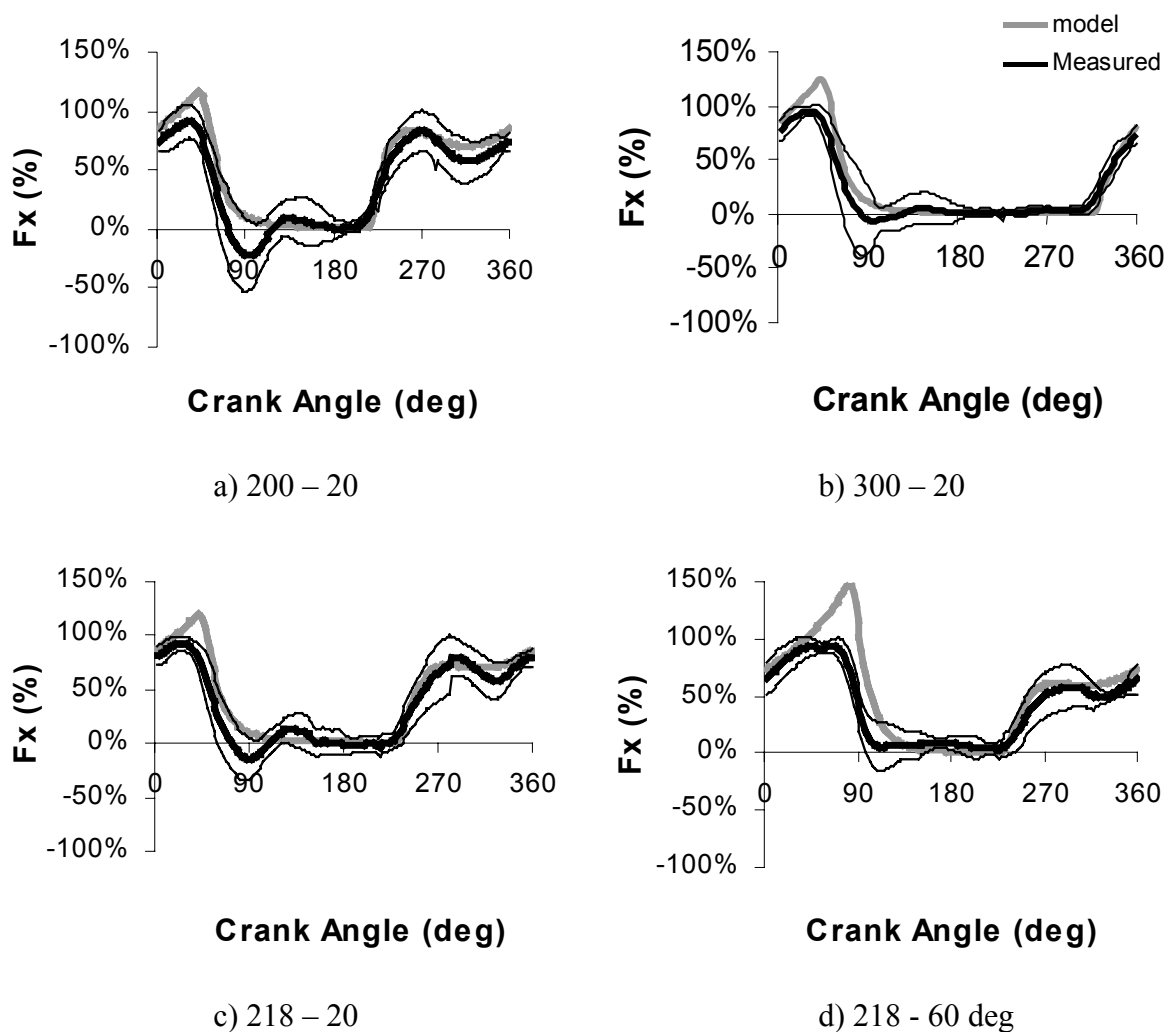 model
Measured
150%
100%
50%
0%
-50%
-100%
0 90 180 270 360
Fx (%)
Crank Angle (deg)
a) 200 – 20
150%
100%
50%
0%
-50%
-100%
0 90 180 270 360
Fx (%)
Crank Angle (deg)
b) 300 – 20
150%
100%
50%
0%
-50%
-100%
0 90 180 270 360
Fx (%)
Crank Angle (deg)
c) 218 – 20
150%
100%
50%
0%
-50%
-100%
0 90 180 270 360
Fx (%)
Crank Angle (deg)
d) 218 - 60 deg